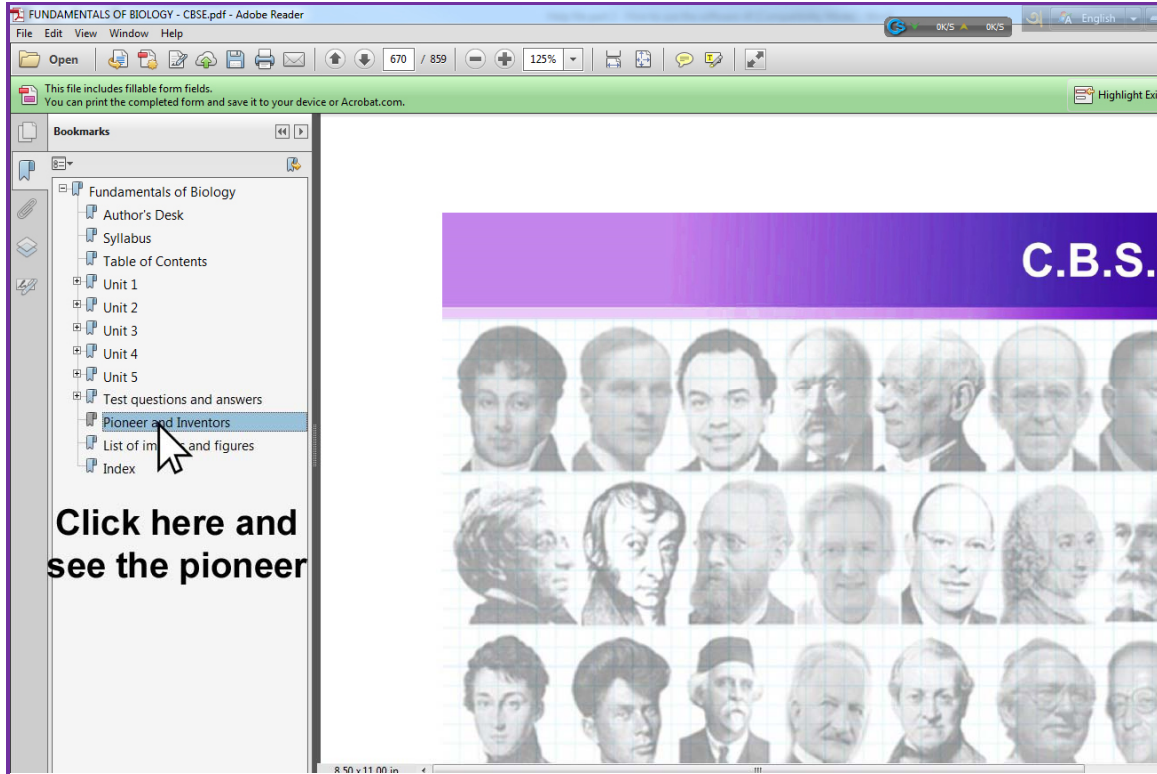 FUNDAMENTALS OF BIOLOGY - CBSE.pdf - Adobe Reader
0K/S 0K/S
English
File Edit View Window Help
Open 670 / 859 125%
This file includes fillable form fields.
You can print the completed form and save it to your device or Acrobat.com.
Highlight Exi
Bookmarks
Fundamentals of Biology
Author's Desk
Syllabus
Table of Contents
Unit 1
Unit 2
Unit 3
Unit 4
Unit 5
Test questions and answers
Pioneer and Inventors
List of im s and figures
Index
Click here and
see the pioneer
C.B.S.
8.50 x 11.00 in